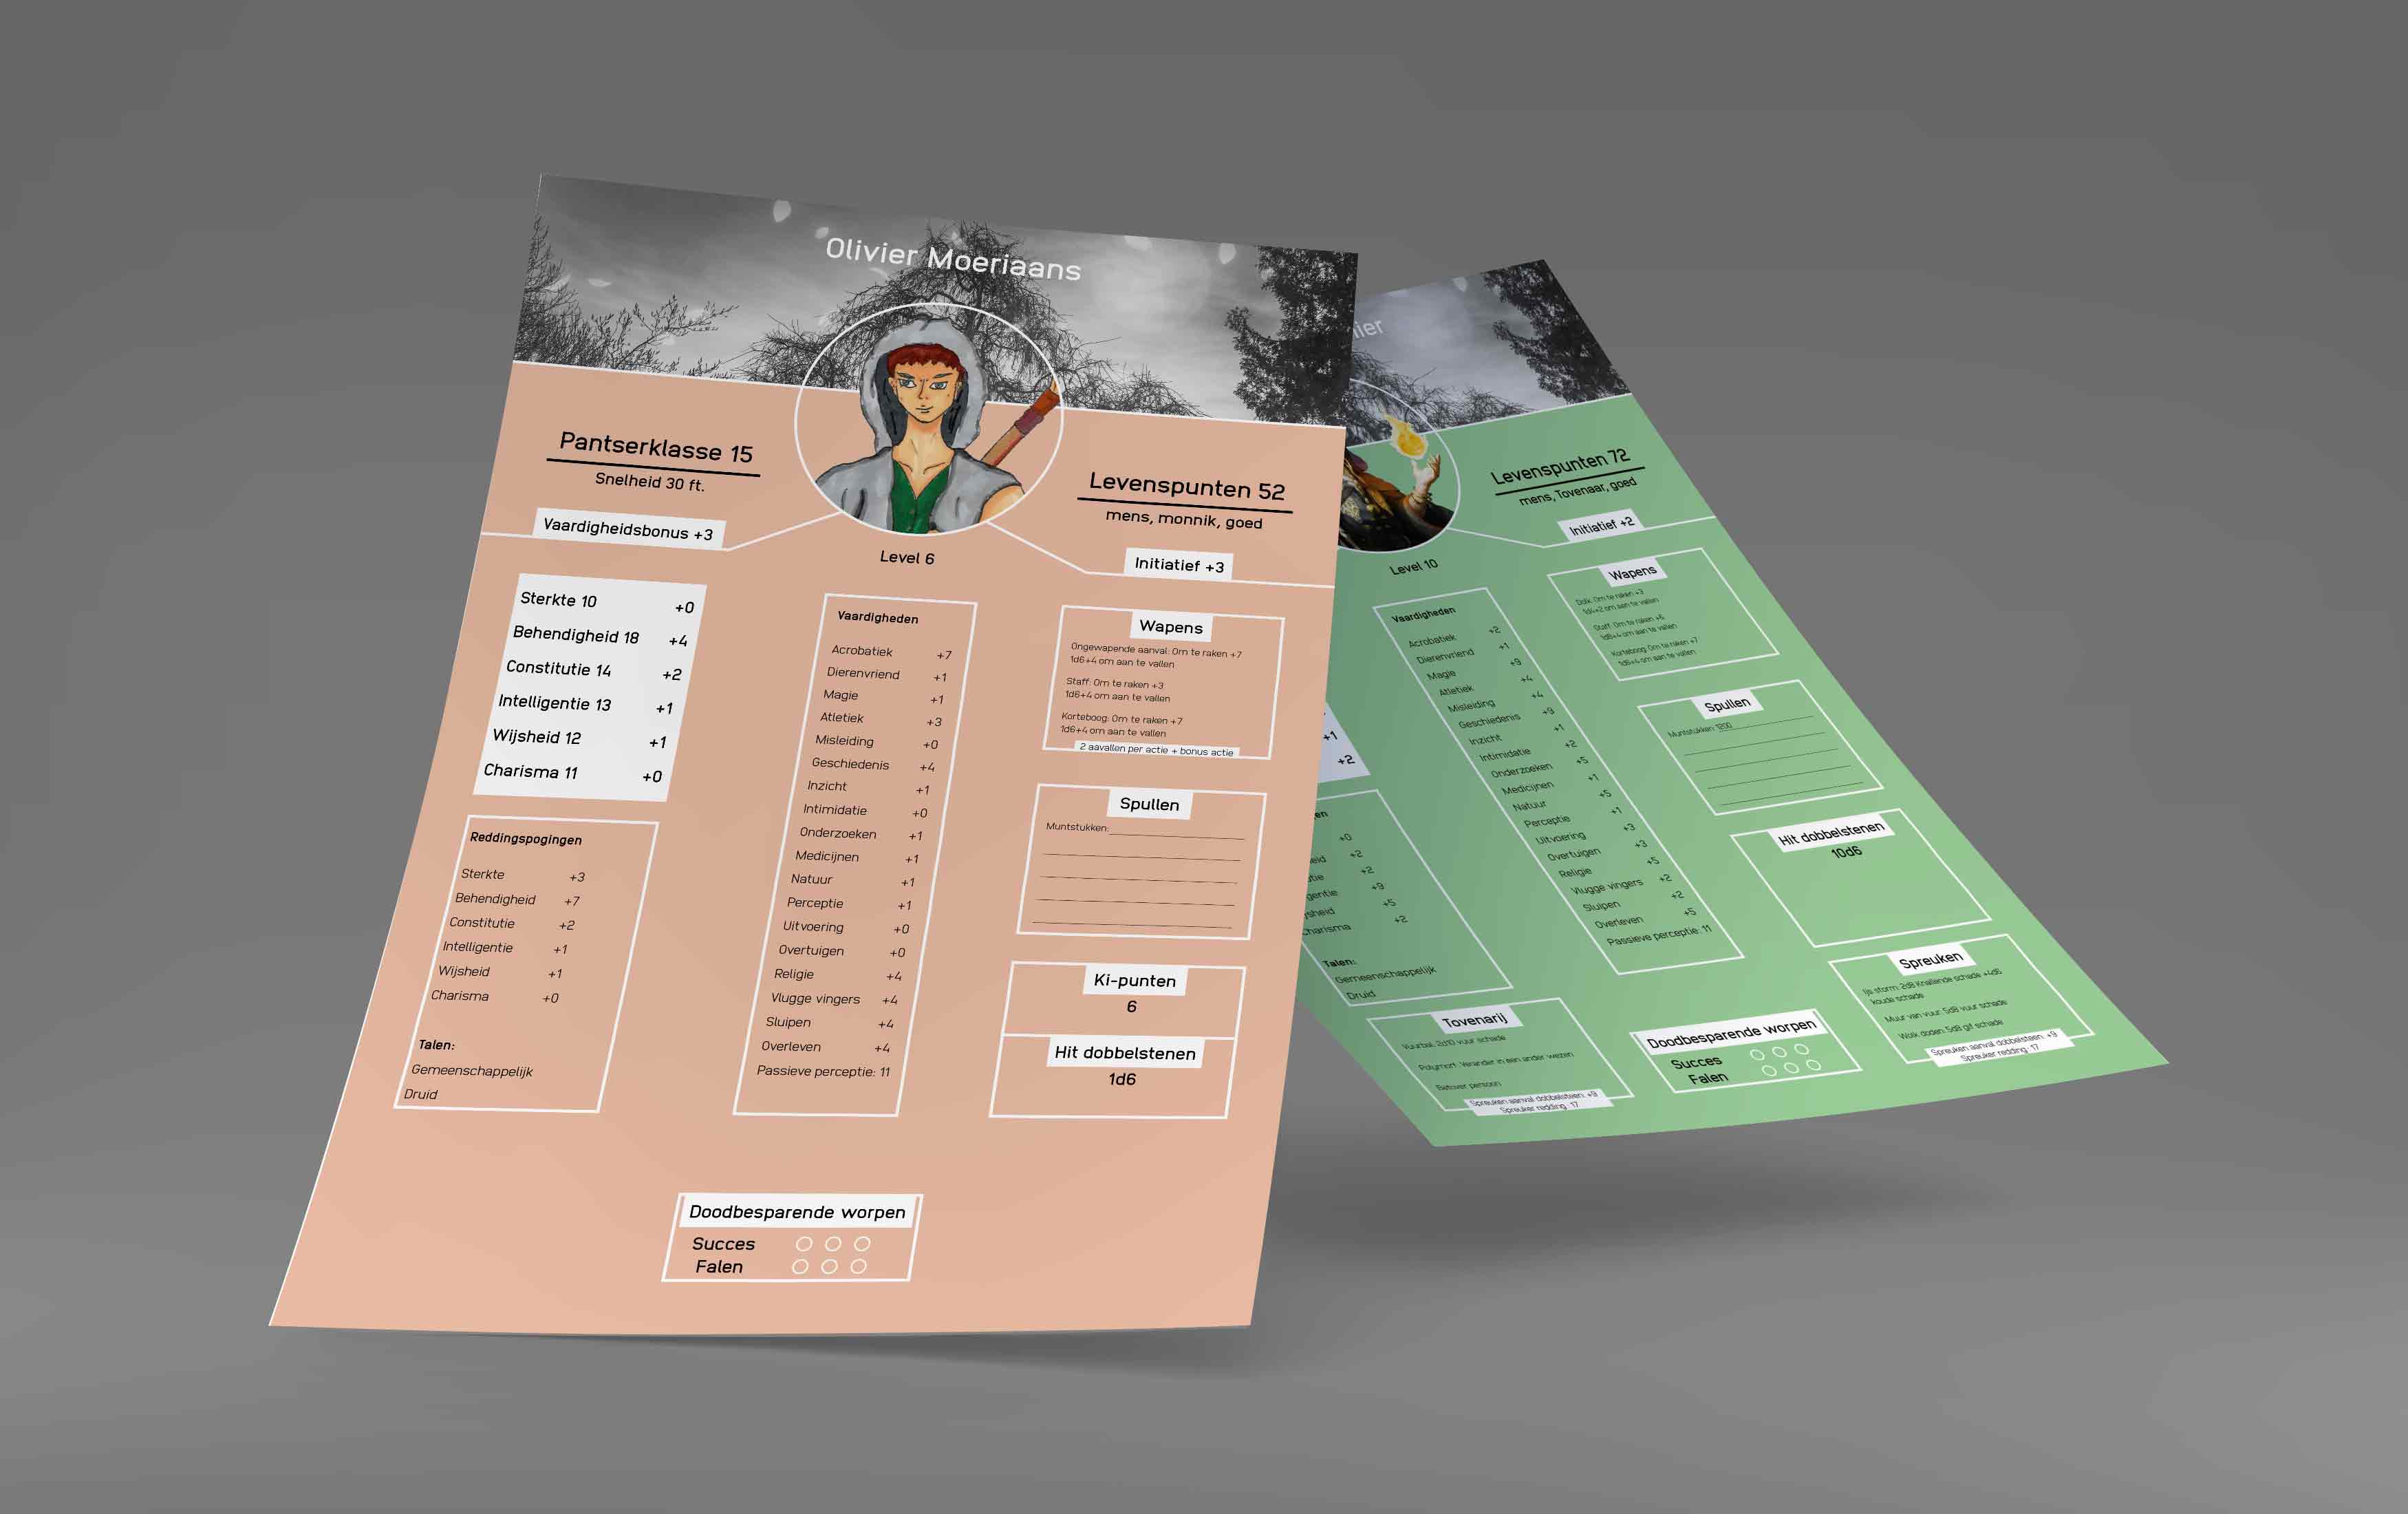 Olivier Moeriaans
Pantserklasse 15
Snelheid 30 ft.
Vaardigheidsbonus +3
Level 6
Levenspunten 52
mens, monnik, goed
Initiatief +3
Sterkte 10 +0
Behendigheid 18 +4
Constitutie 14 +2
Intelligentie 13 +1
Wijsheid 12 +1
Charisma 11 +0
Reddingspogingen
Sterkte +3
Behendigheid +7
Constitutie +2
Intelligentie +1
Wijsheid +1
Charisma +0
Talen:
Gemeenschappelijk
Druid
Vaardigheden
Acrobatiek +7
Dierenvriend +1
Magie +1
Atletiek +3
Misleiding +0
Geschiedenis +4
Inzicht +1
Intimidatie +0
Onderzoeken +1
Medicijnen +1
Natuur +1
Perceptie +1
Uitvoering +0
Overtuigen +0
Religie +4
Vlugge vingers +4
Sluipen +4
Overleven +4
Passieve perceptie: 11
Wapens
Ongewapende aanval: Om te raken +7
1d6+4 om aan te vallen
Staff: Om te raken +3
1d6+4 om aan te vallen
Korteboog: Om te raken +7
1d6+4 om aan te vallen
2 aavallen per actie + bonus actie
Spullen
Muntstukken:
Ki-punten
6
Hit dobbelstenen
1d6
Doodbesparende worpen
Succes
Falen
Levenspunten 72
mens, Tovenaar, goed
Initiatief +2
Level 10
+1
+2
+0
+2
+2
+9
+5
+2
Talen:
Gemeenschappelijk
Druid
Vaardigheden
Acrobatiek +2
Dierenvriend +1
Magie +9
Atletiek +4
Misleiding +4
Geschiedenis +9
Inzicht +1
Intimidatie +2
Onderzoeken +5
Medicijnen +1
Natuur +5
Perceptie +1
Uitvoering +3
Overtuigen +3
Religie +5
Vlugge vingers +2
Sluipen +2
Overleven +5
Passieve perceptie: 11
Wapens
Dolk: Om te raken +3
1d4+2 om aan te vallen
Staff: Om te raken +6
1d6+4 om aan te vallen
Korteboog: Om te raken +7
1d6+4 om aan te vallen
Spullen
Muntstukken: 1200
Hit dobbelstenen
10d6
Spreuken
Ijs storm: 2d8 Knallende schade +4d6
koude schade
Muur van vuur: 5d8 vuur schade
Wolk doden: 5d8 gif schade
Spreuken aanval dobbelsteen: +9
Spreuker redding : 17
Tovenarij
Vuurbal, 2d10 vuur schade
Polymorf: Verander in een ander wezen
Betover persoon
Spreuken aanval dobbelsteen: +9
Spreuker redding : 17
Doodbesparende worpen
Succes
Falen